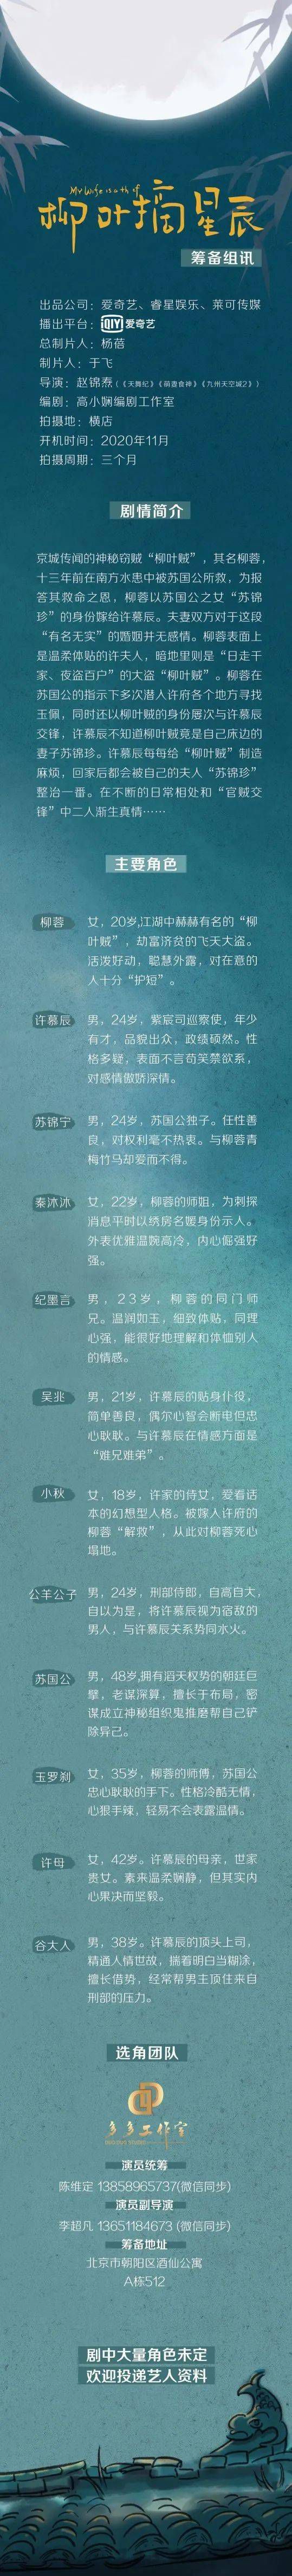 My Wife is a thief
柳叶摘星辰
筹备组讯
出品公司：爱奇艺、睿星娱乐、莱可传媒
播出平台：iQIYI爱奇艺
总制片人：杨蓓
制片人：于飞
导演：赵锦焘（《天舞纪》《萌妻食神》《九州天空城2》）
编剧：高小娴编剧工作室
拍摄地：横店
开机时间：2020年11月
拍摄周期：三个月
剧情简介
京城传闻的神秘窃贼“柳叶贼”，其名柳蓉，
十三年前在南方水患中被苏国公所救，为报
答其救命之恩，柳蓉以苏国公之女“苏锦
珍”的身份嫁给许慕辰。夫妻双方对于这段
“有名无实”的婚姻并无感情。柳蓉表面上
是温柔体贴的许夫人，暗地里则是“日走千
家、夜盗百户”的大盗“柳叶贼”。柳蓉在
苏国公的指示下多次潜入许府各个地方寻找
玉佩，同时还以柳叶贼的身份屡次与许慕辰
交锋，许慕辰不知道柳叶贼竟是自己床边的
妻子苏锦珍。许慕辰每每给“柳叶贼”制造
麻烦，回家后都会被自己的夫人“苏锦珍”
整治一番。在不断的日常相处和“官贼交
锋”中二人渐生真情……
主要角色
柳蓉
女，20岁,江湖中赫赫有名的“柳
叶贼”，劫富济贫的飞天大盗。
活泼好动，聪慧外露，对在意的
人十分“护短”。
许慕辰
男，24岁，紫宸司巡察使，年少
有才，品貌出众，政绩硕然。性
格多疑，表面不言苟笑禁欲系，
对感情傲娇深情。
苏锦宁
男，24岁，苏国公独子。任性善
良，对权利毫不热衷。与柳蓉青
梅竹马却爱而不得。
秦沐沐
女，22岁，柳蓉的师姐，为刺探
消息平时以绣房名媛身份示人。
外表优雅温婉高冷，内心倔强好
强。
纪墨言
男，23岁，柳蓉的同门师
兄。温润如玉，细致体贴，同理
心强，能很好地理解和体恤别人
的情感。
吴兆
男，21岁，许慕辰的贴身仆役，
简单善良，偶尔心智会断电但忠
心耿耿。与许慕辰在情感方面是
“难兄难弟”。
小秋
女，18岁，许家的侍女，爱看话
本的幻想型人格。被嫁入许府的
柳蓉“解救”，从此对柳蓉死心
塌地。
公羊公子
男，24岁，刑部侍郎，自高自大，
自以为是，将许慕辰视为宿敌的
男人，与许慕辰关系势同水火。
苏国公
男，48岁,拥有滔天权势的朝廷巨
擘，老谋深算，擅长于布局，密
谋成立神秘组织鬼推磨帮自己铲
除异己。
玉罗刹
女，35岁，柳蓉的师傅，苏国公
忠心耿耿的手下。性格冷酷无情，
心狠手辣，轻易不会表露温情。
许母
女，42岁。许慕辰的母亲，世家
贵女。素来温柔娴静，但其实内
心果决而坚毅。
谷大人
男，38岁。许慕辰的顶头上司，
精通人情世故，揣着明白当糊涂，
擅长借势，经常帮男主顶住来自
刑部的压力。
选角团队
多多工作室
演员统筹
陈维定 13858965737(微信同步)
演员副导演
李超凡 13651184673 (微信同步)
筹备地址
北京市朝阳区酒仙公寓
A栋512
剧中大量角色未定
欢迎投递艺人资料